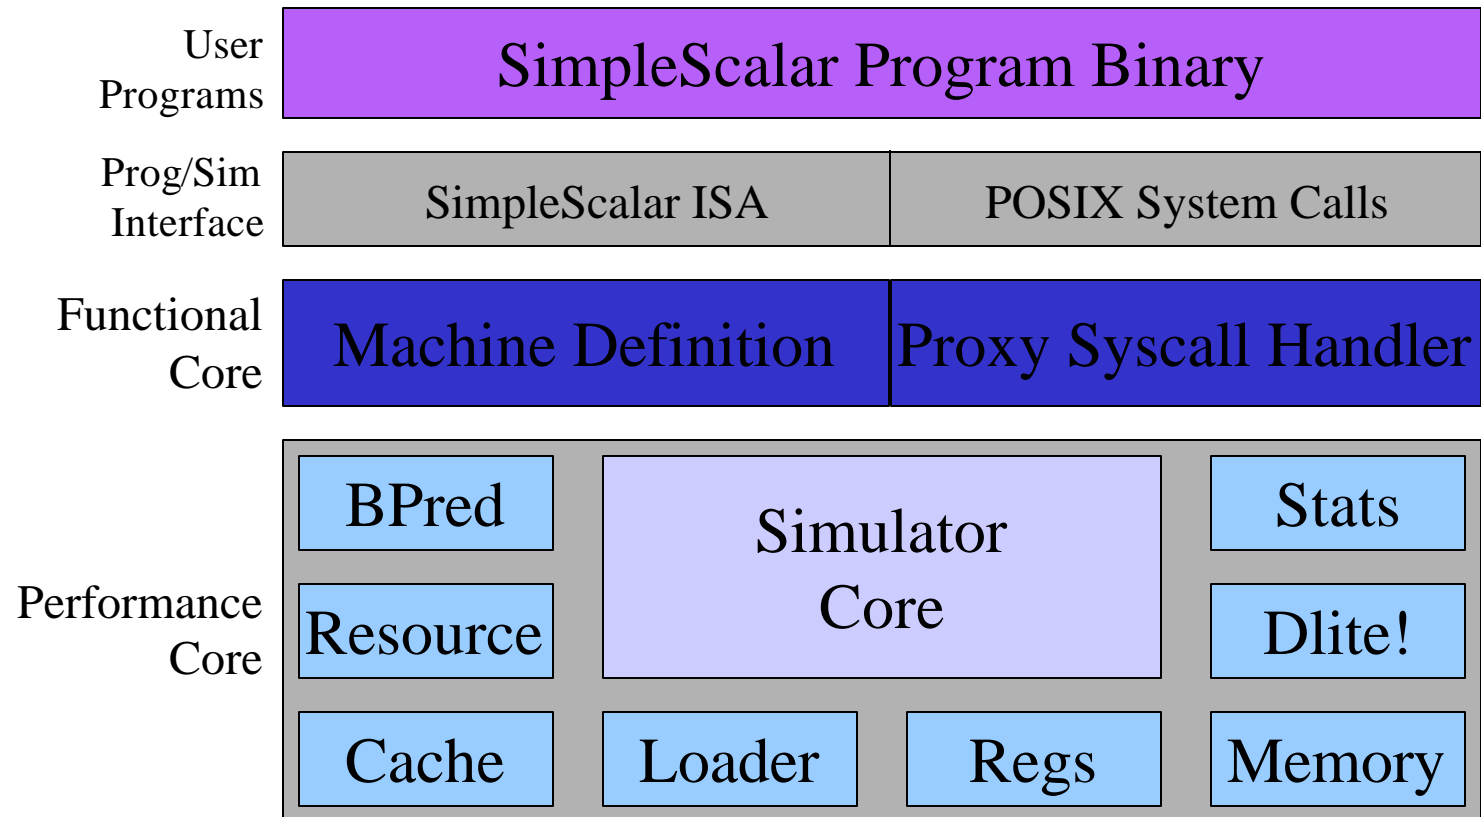 User
Programs
SimpleScalar Program Binary
Prog/Sim
Interface
SimpleScalar ISA
POSIX System Calls
Functional
Core
Machine Definition
Proxy Syscall Handler
Performance
Core
BPred
Simulator
Core
Stats
Resource
Dlite!
Cache
Loader
Regs
Memory